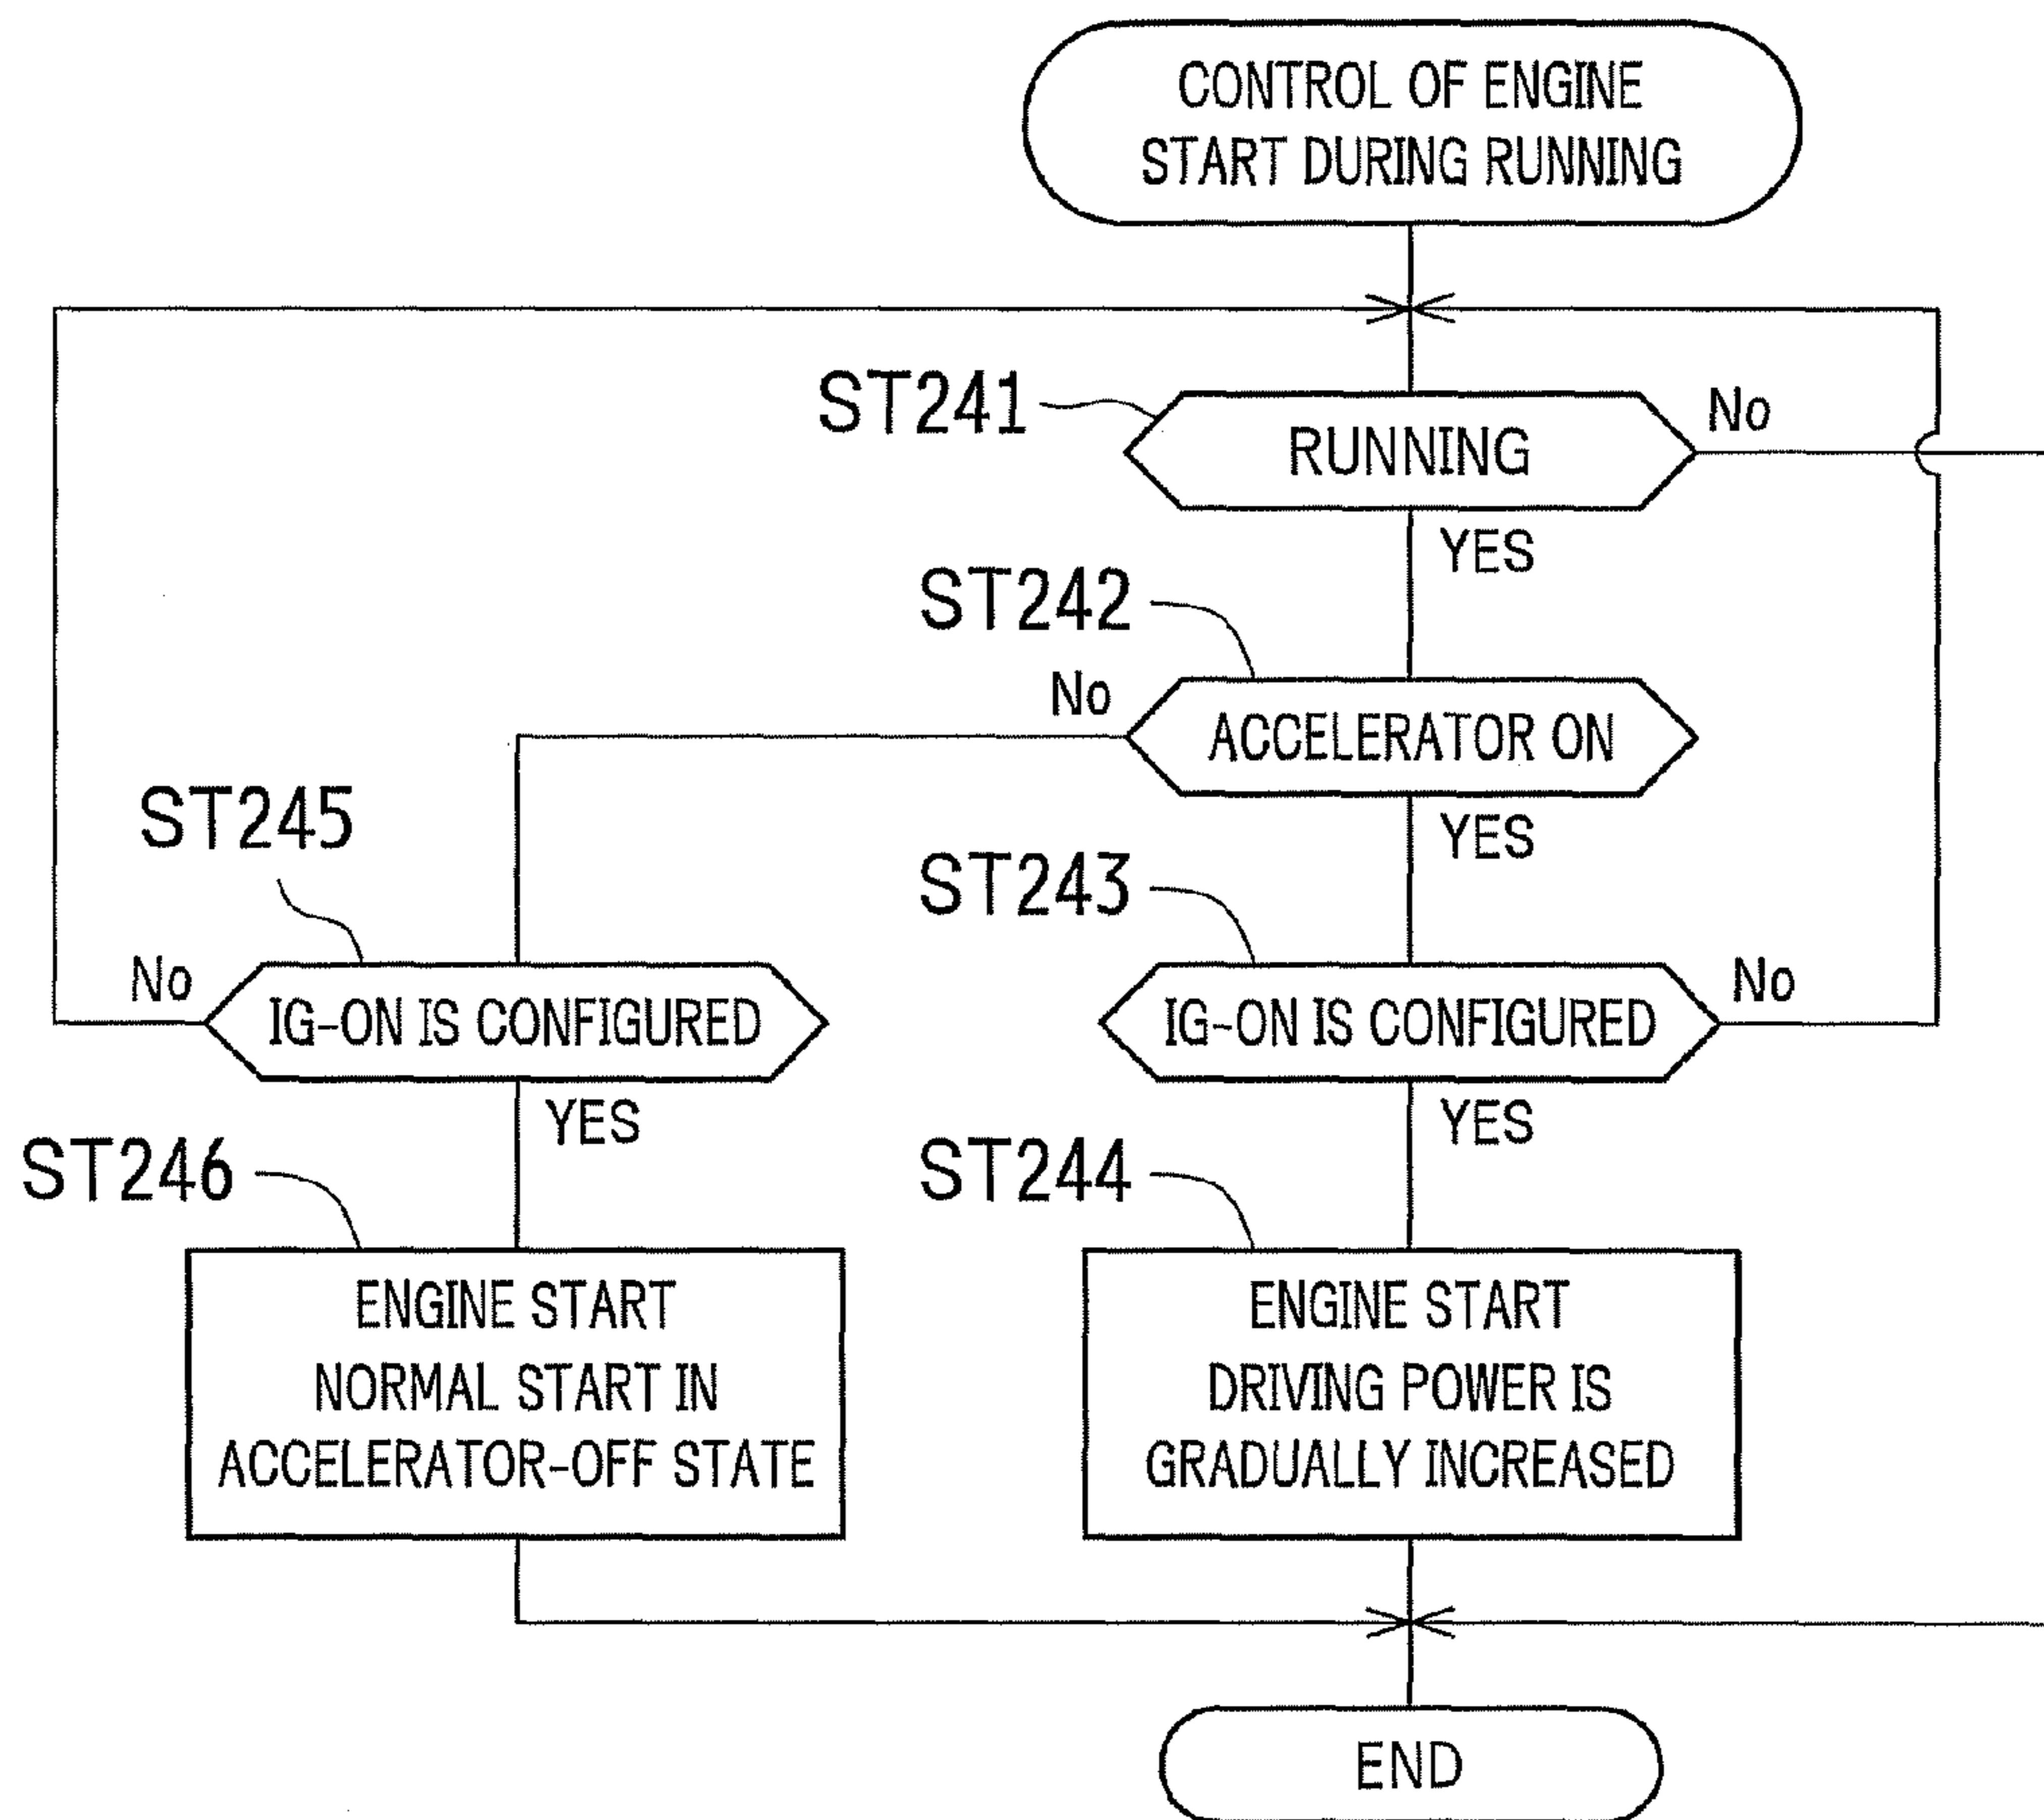 CONTROL OF ENGINE
START DURING RUNNING
ST241
RUNNING
No
YES
ST242
No
ACCELERATOR ON
YES
ST245
ST243
No
IG-ON IS CONFIGURED
IG-ON IS CONFIGURED
No
YES
YES
ST246
ST244
ENGINE START
NORMAL START IN
ACCELERATOR-OFF STATE
ENGINE START
DRIVING POWER IS
GRADUALLY INCREASED
END